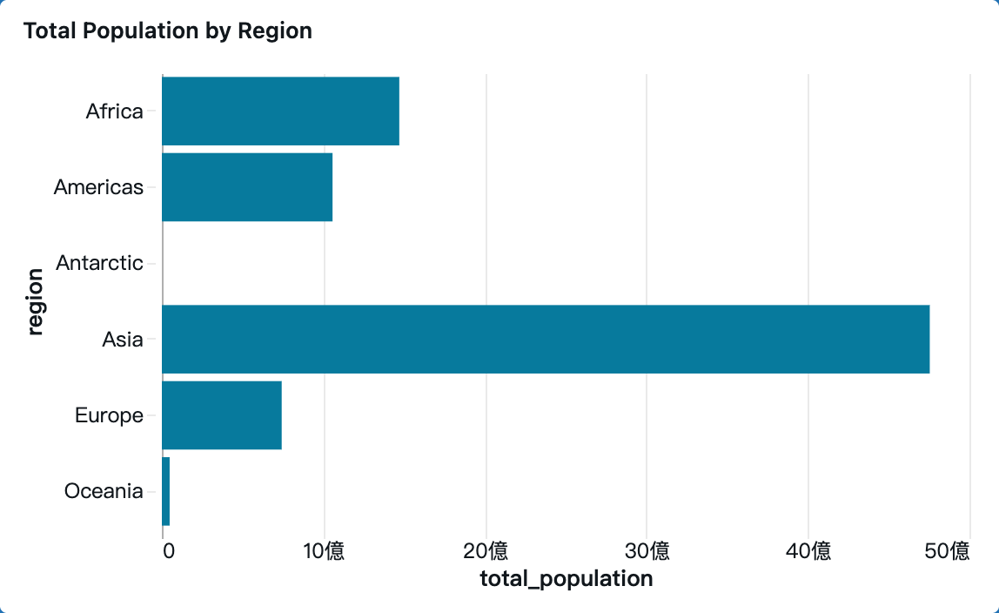 Total Population by Region
Africa
Americas
Antarctic
Asia
Europe
Oceania
region
0 10億 20億 30億 40億 50億
total_population